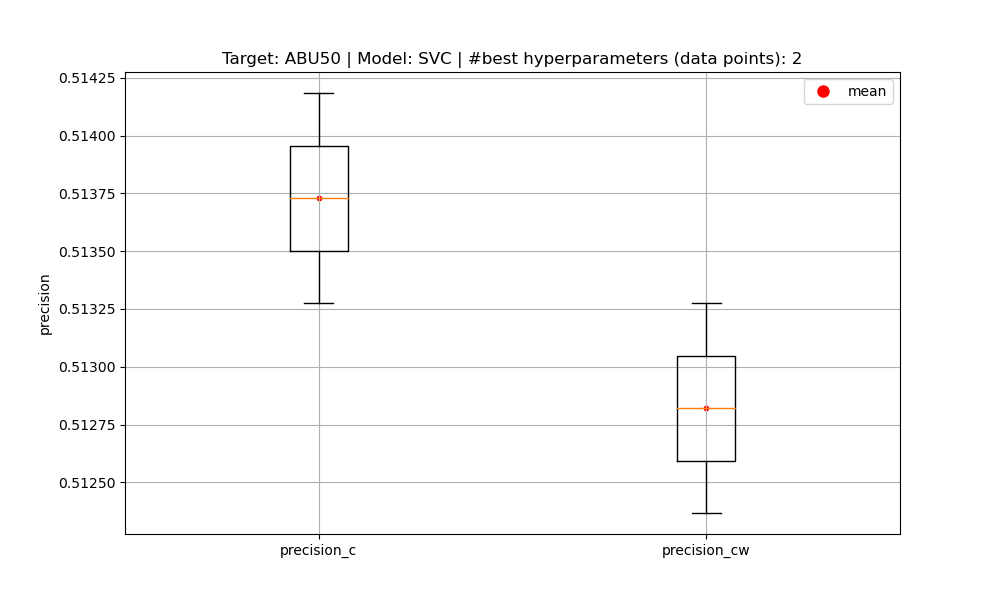 Target: ABU50 | Model: SVC | #best hyperparameters (data points): 2
mean
precision
0.51425
0.51400
0.51375
0.51350
0.51325
0.51300
0.51275
0.51250
precision_c
precision_cw